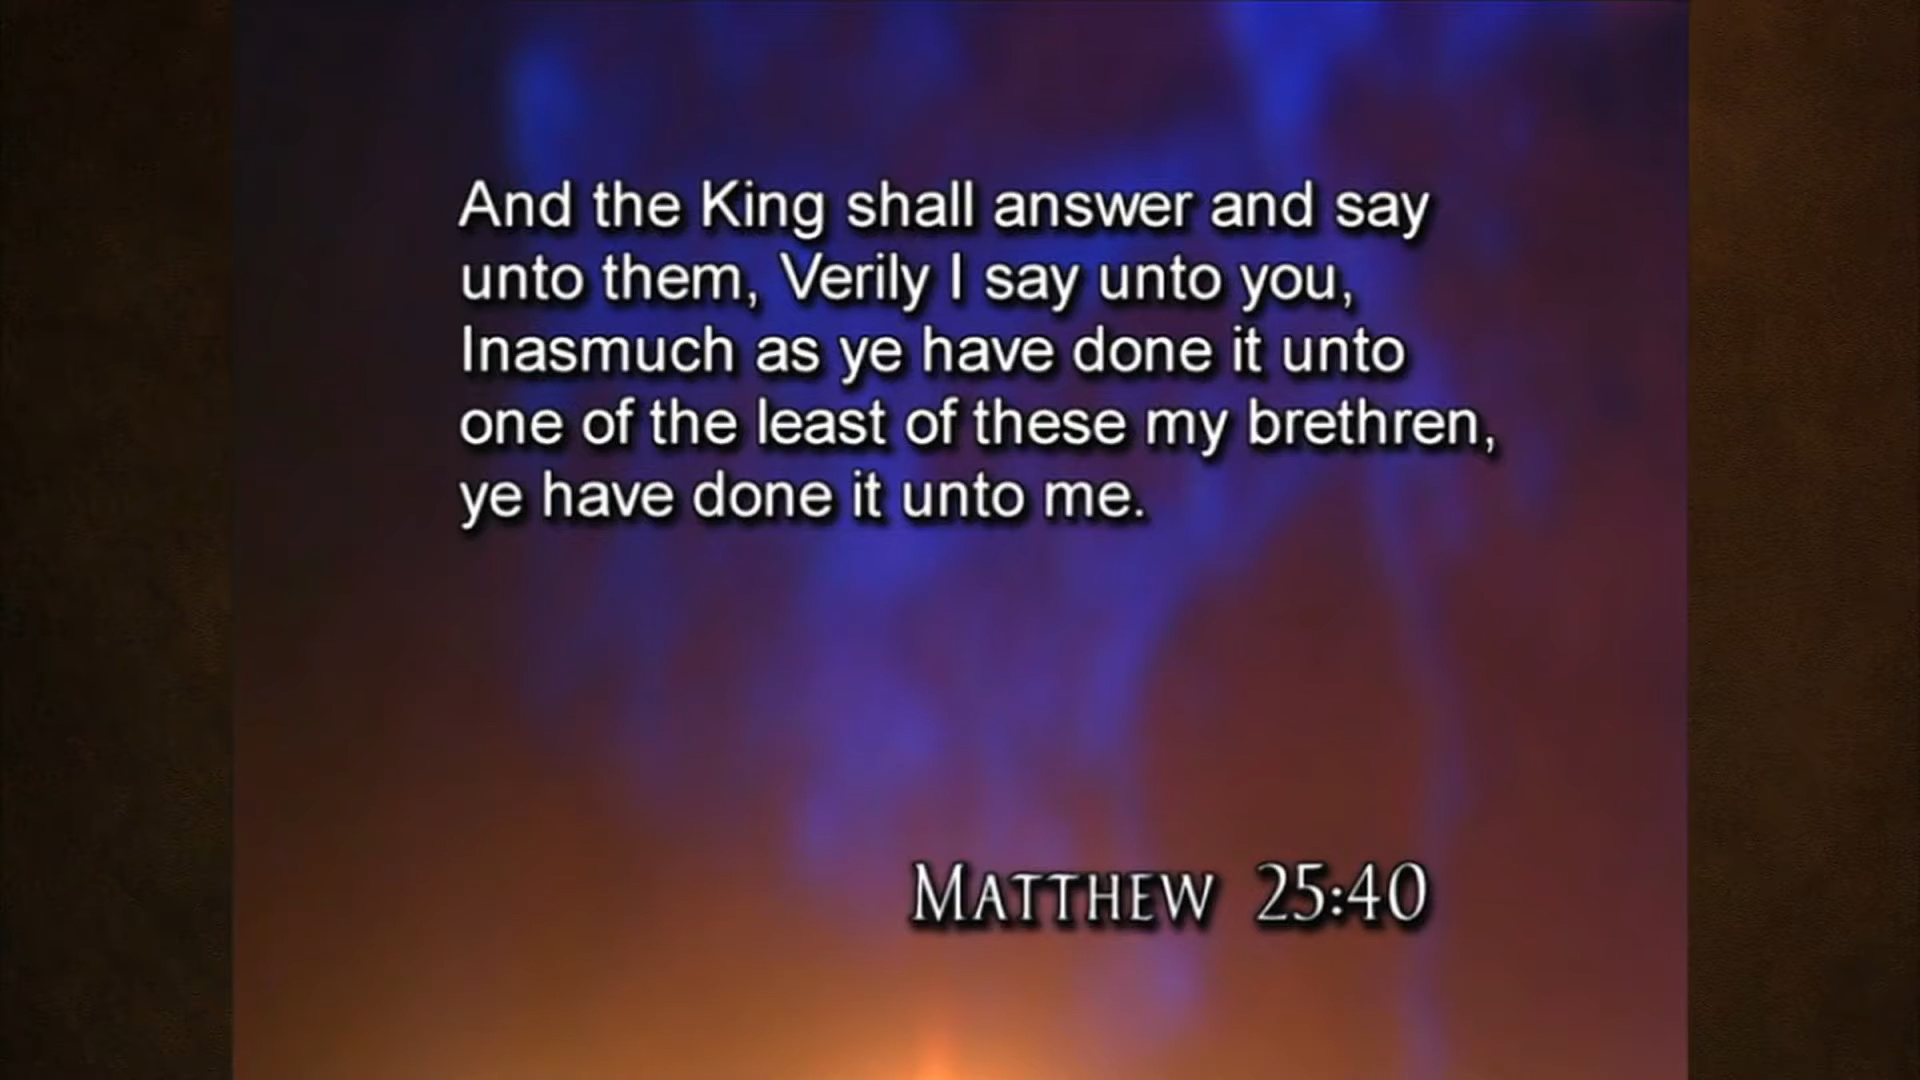 And the King shall answer and say
unto them, Verily I say unto you,
Inasmuch as ye have done it unto
one of the least of these my brethren,
ye have done it unto me.
MATTHEW 25:40